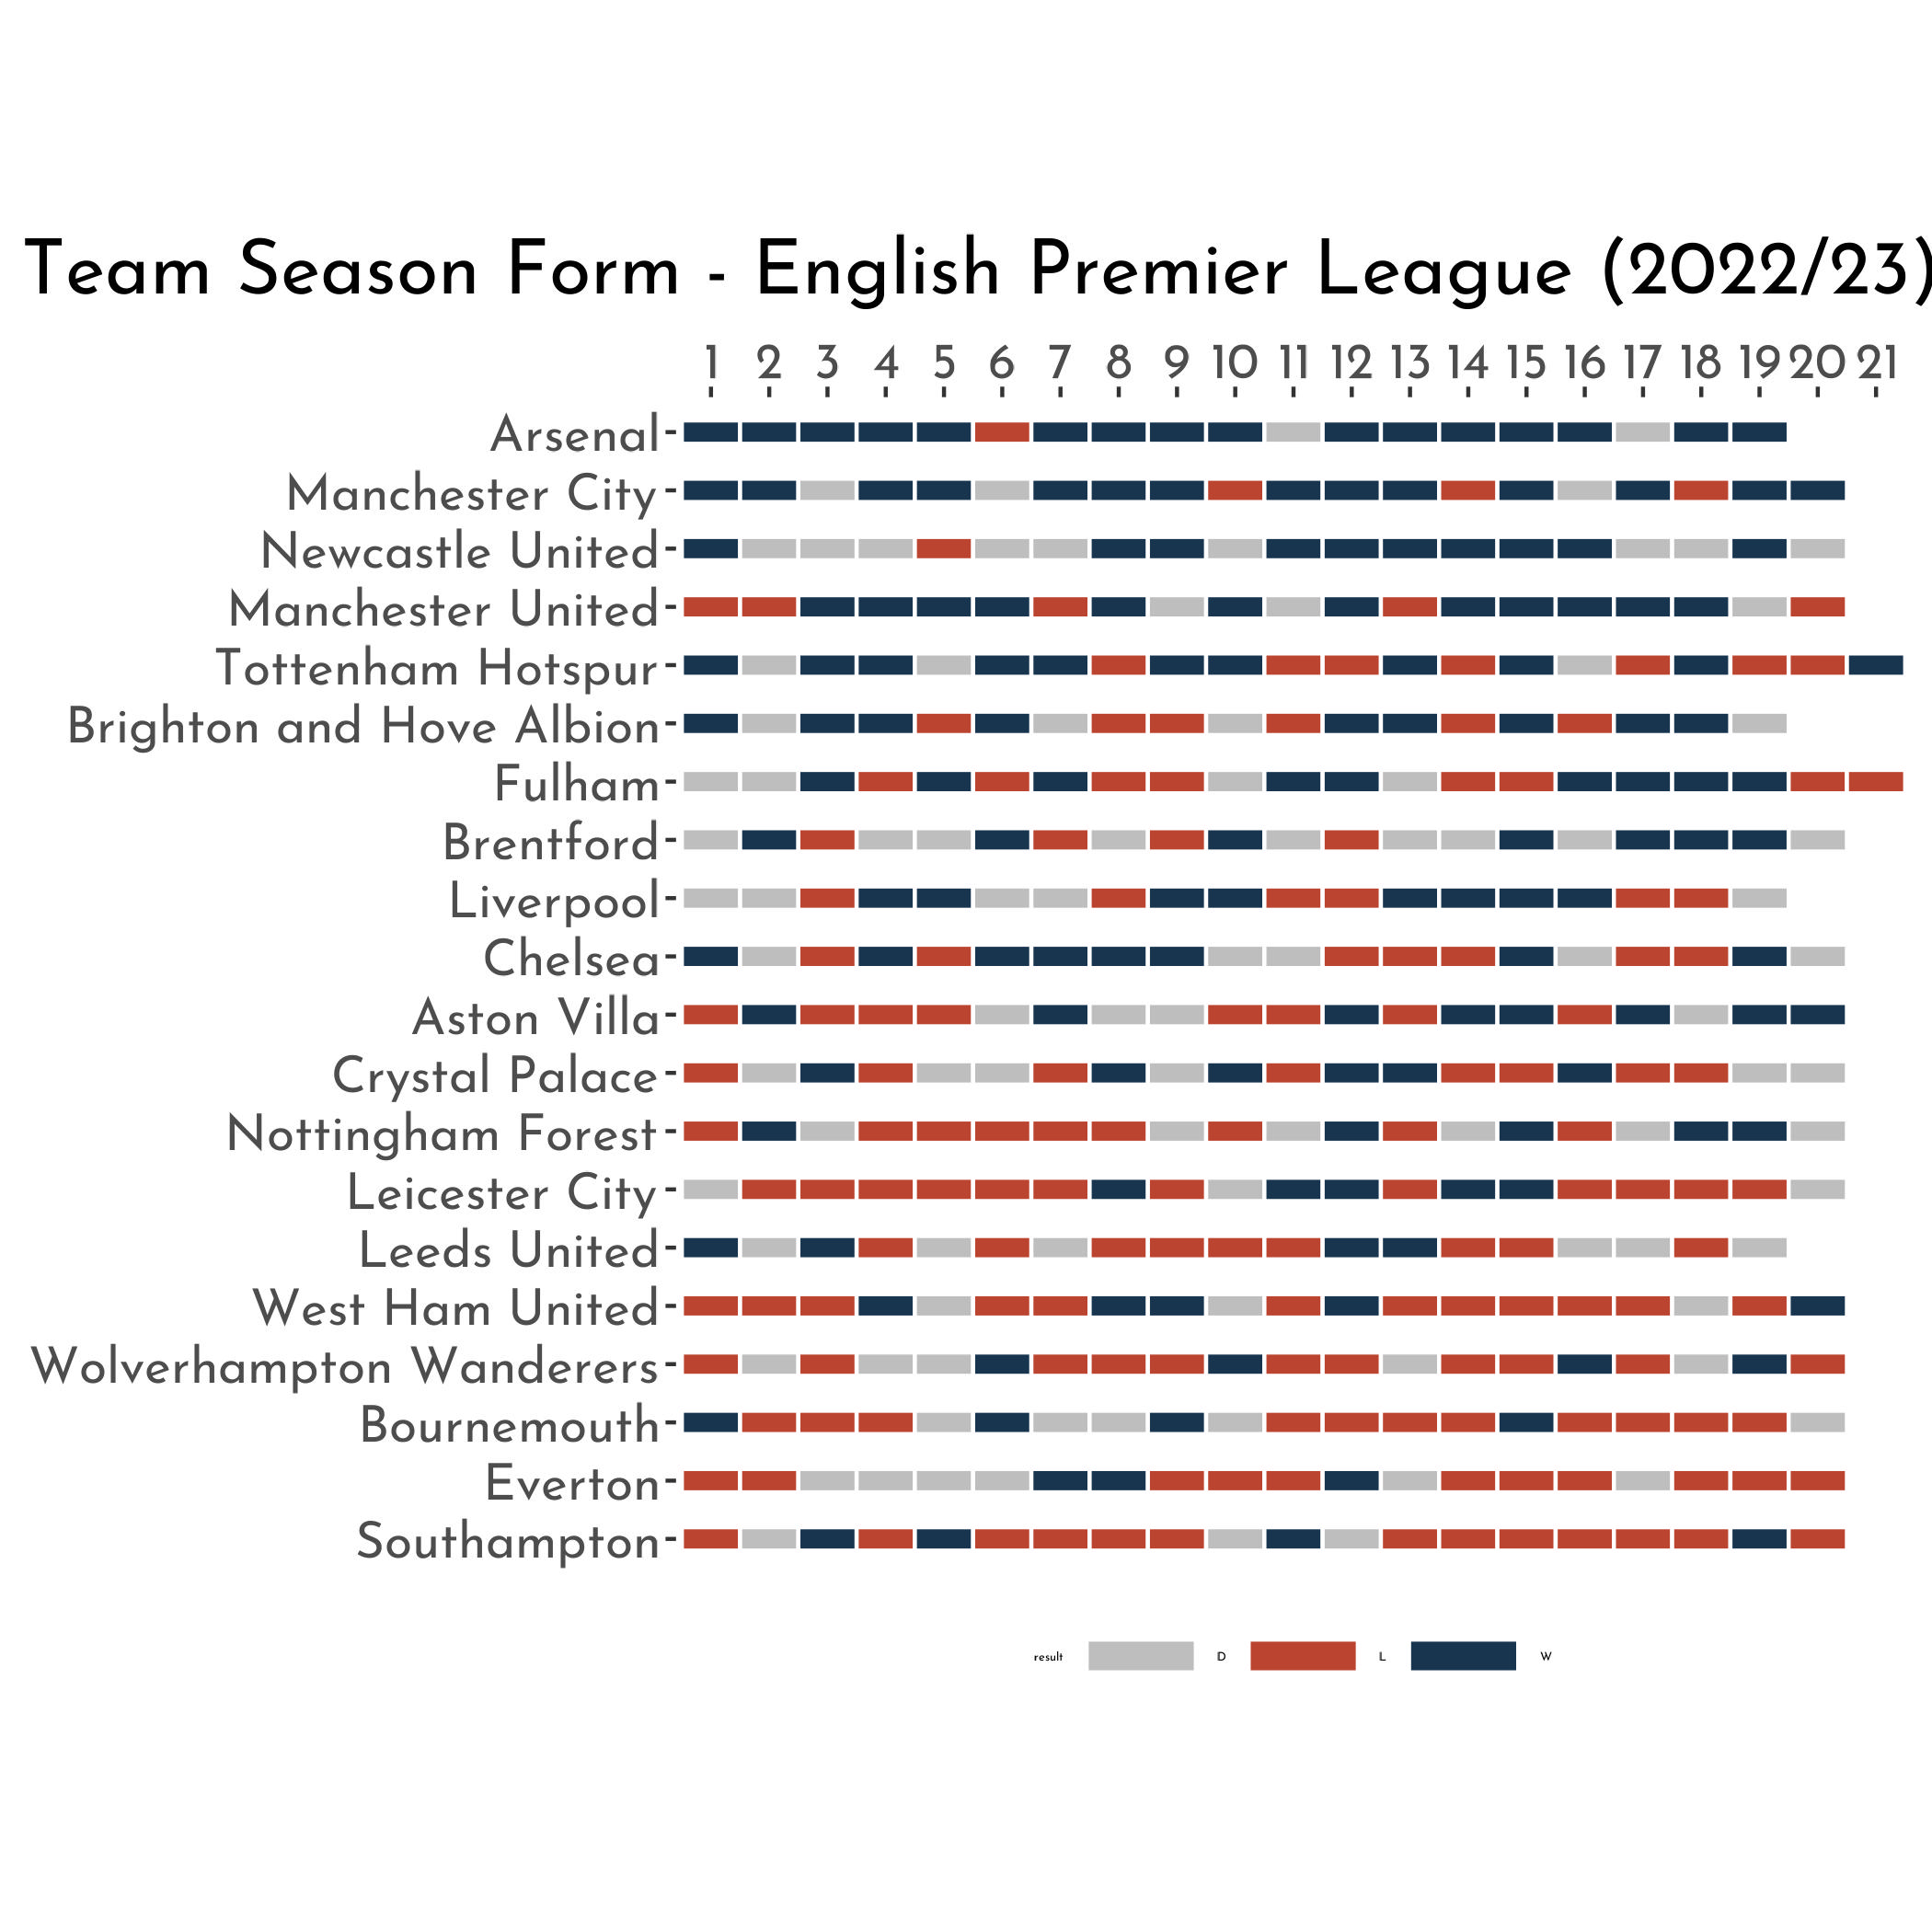 Team Season Form - English Premier League (2022/23)
1 2 3 4 5 6 7 8 9 10 11 12 13 14 15 16 17 18 19 20 21
Arsenal
Manchester City
Newcastle United
Manchester United
Tottenham Hotspur
Brighton and Hove Albion
Fulham
Brentford
Liverpool
Chelsea
Aston Villa
Crystal Palace
Nottingham Forest
Leicester City
Leeds United
West Ham United
Wolverhampton Wanderers
Bournemouth
Everton
Southampton
result D L W